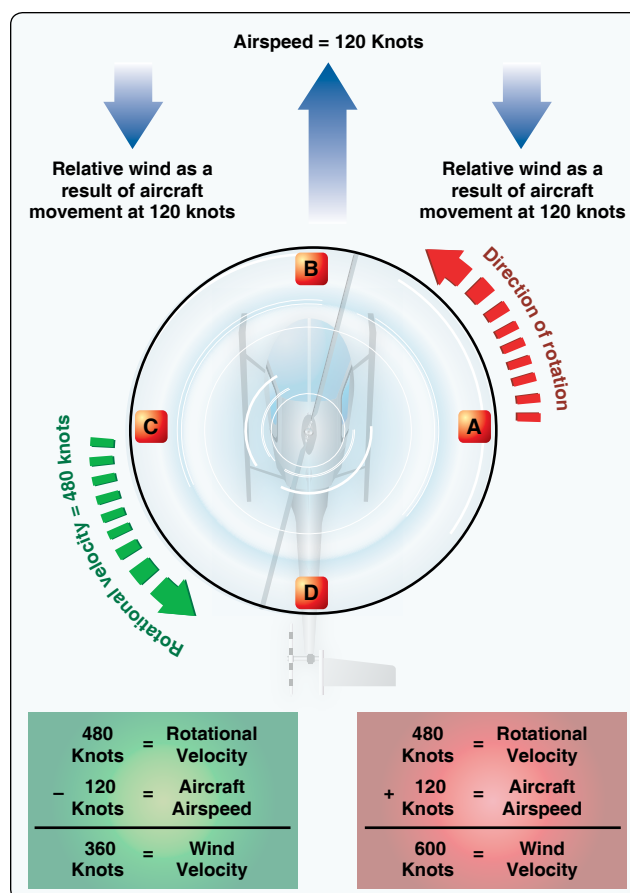 Airspeed = 120 Knots
Relative wind as a
result of aircraft
movement at 120 knots
Relative wind as a
result of aircraft
movement at 120 knots
Direction of rotation
B
C
A
D
Rotational velocity = 480 knots
480 Knots = Rotational Velocity
– 120 Knots = Aircraft Airspeed
360 Knots = Wind Velocity
480 Knots = Rotational Velocity
+ 120 Knots = Aircraft Airspeed
600 Knots = Wind Velocity